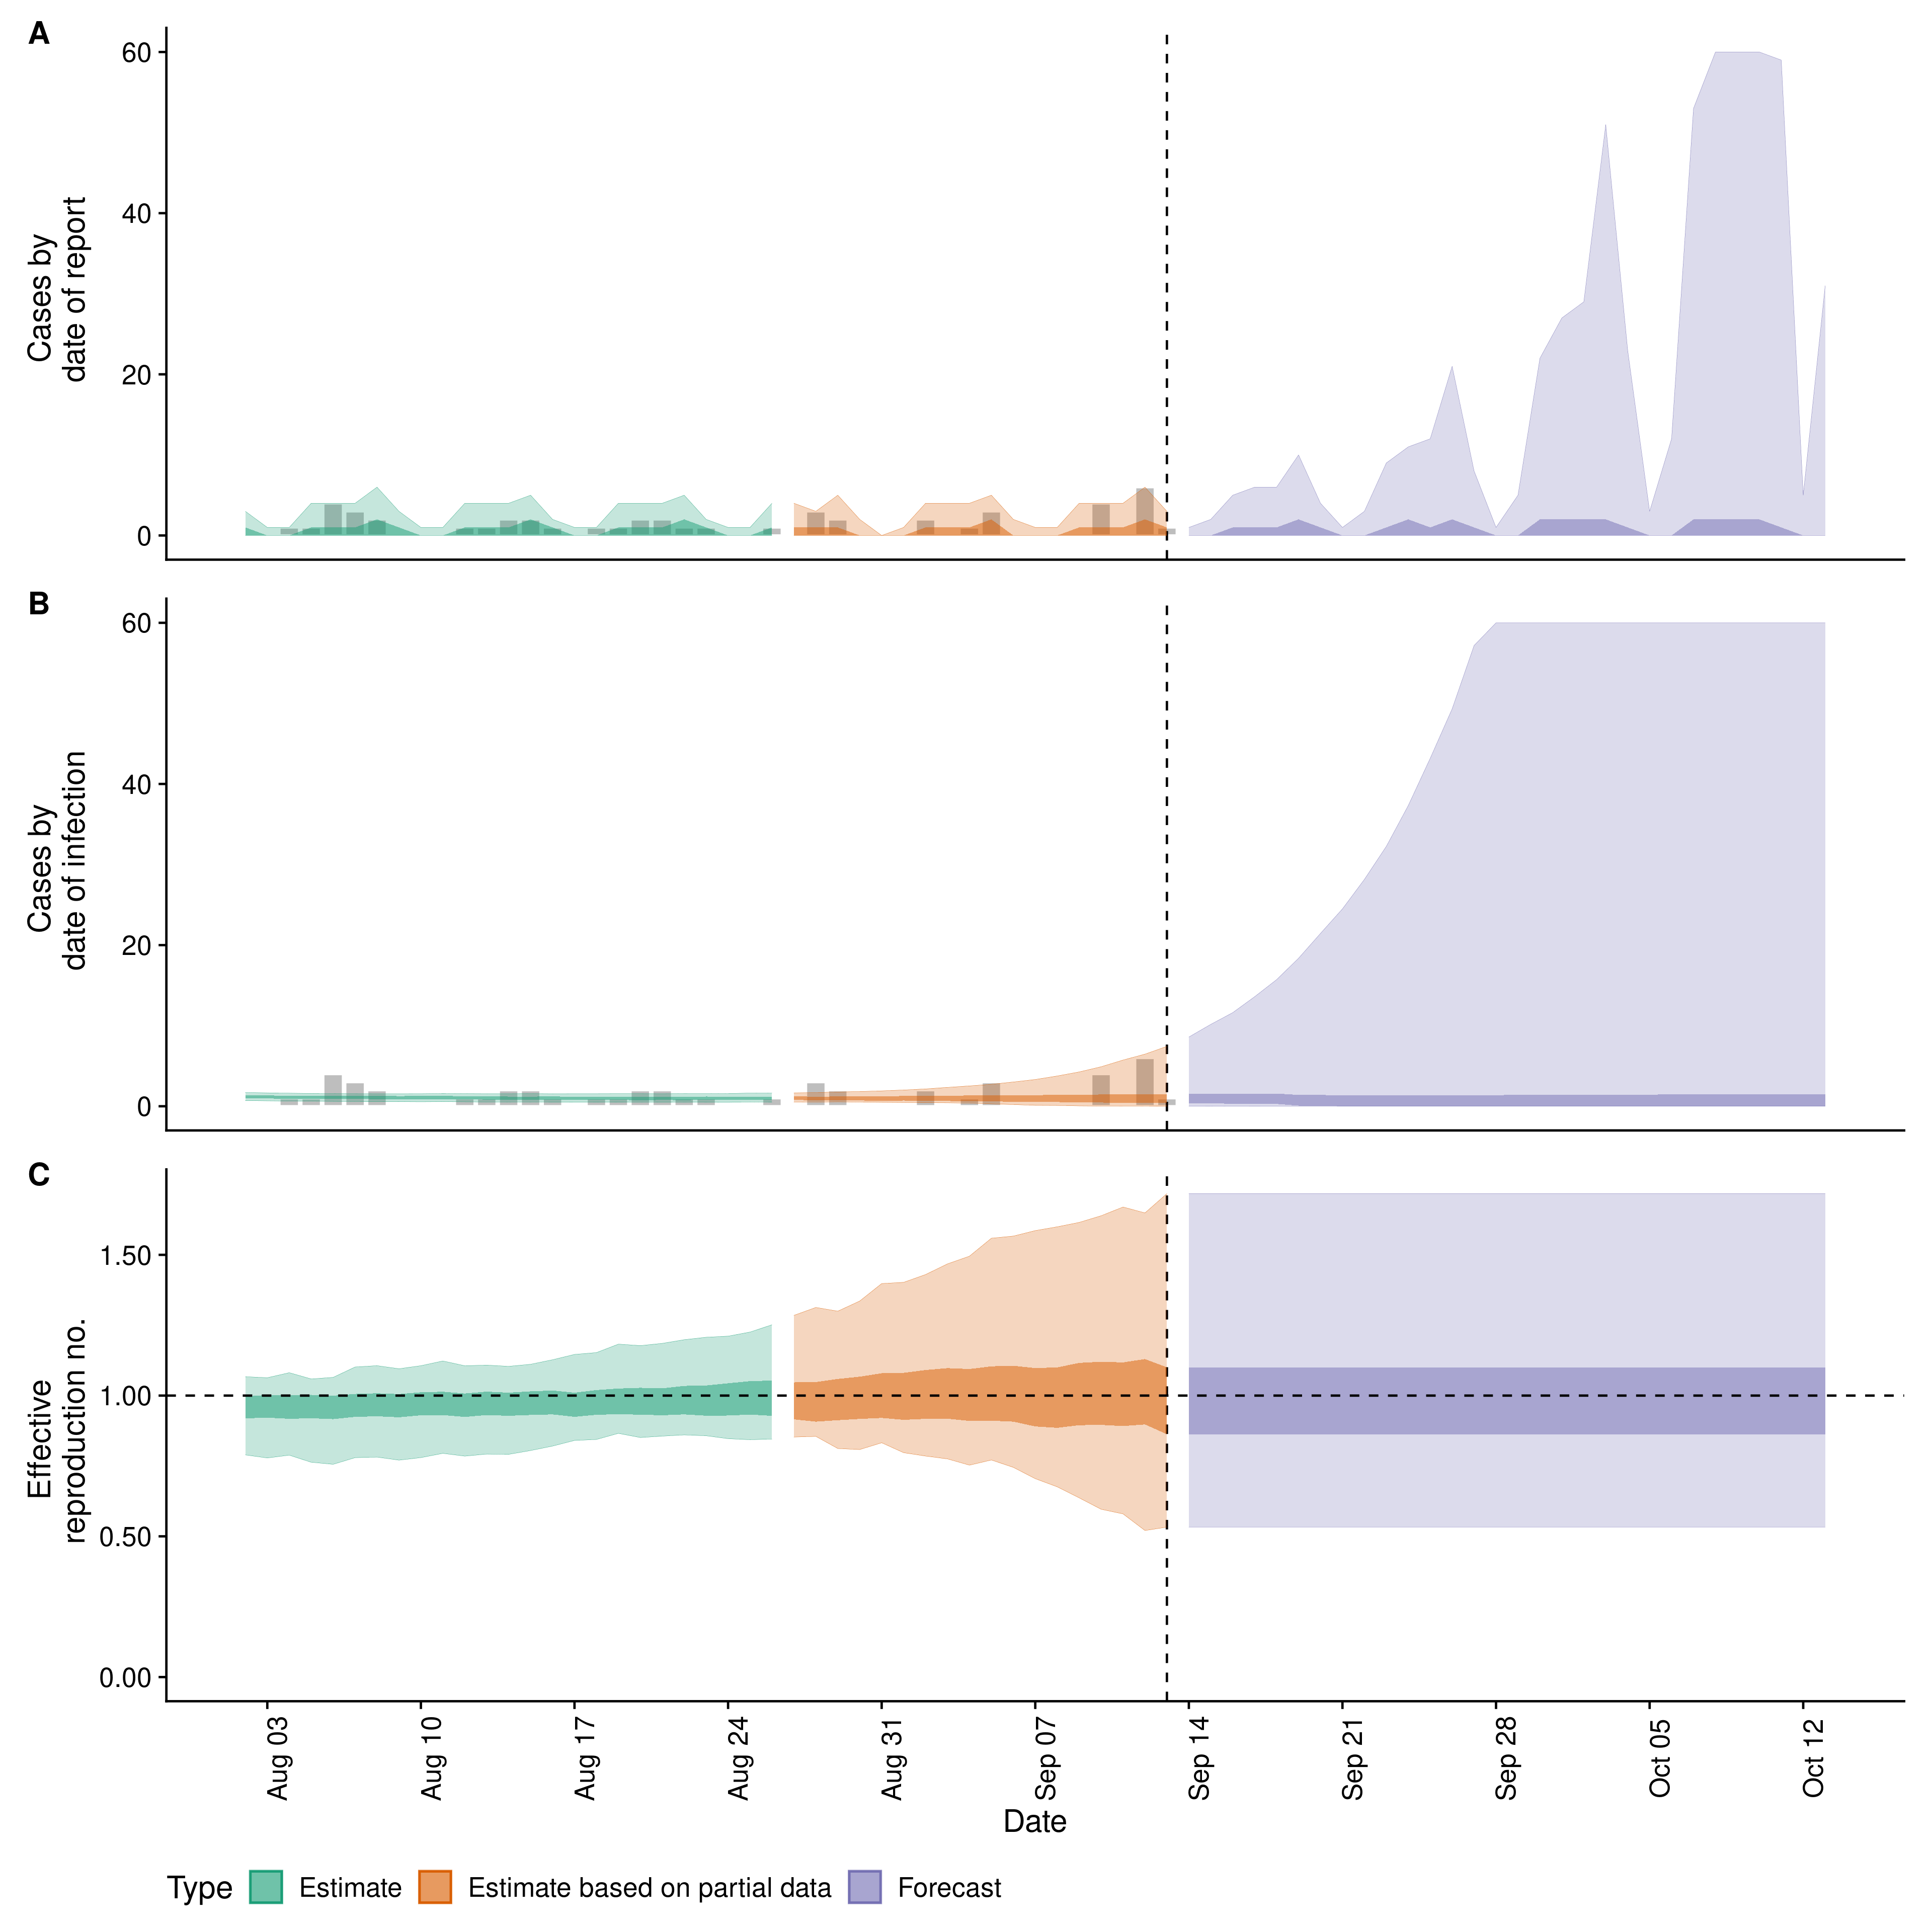 A
60
40
20
0
Cases by
date of report
B
60
40
20
0
Cases by
date of infection
C
1.50
1.00
0.50
0.00
Effective
reproduction no.
Aug 03
Aug 10
Aug 17
Aug 24
Aug 31
Sep 07
Sep 14
Sep 21
Sep 28
Oct 05
Oct 12
Date
Type Estimate Estimate based on partial data Forecast